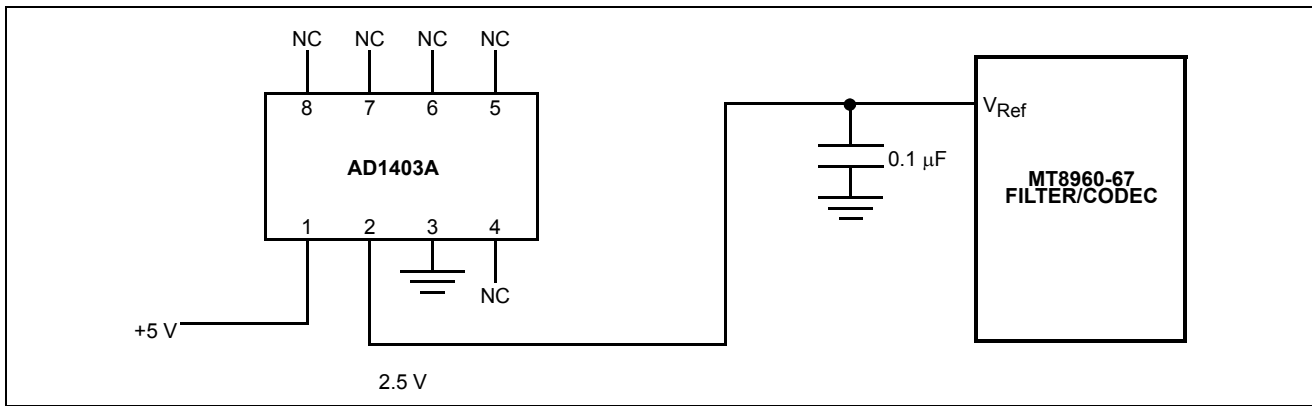 NC NC NC NC
8 7 6 5
AD1403A
1 2 3 4
NC
+5 V
2.5 V
0.1 μF
VRef
MT8960-67
FILTER/CODEC